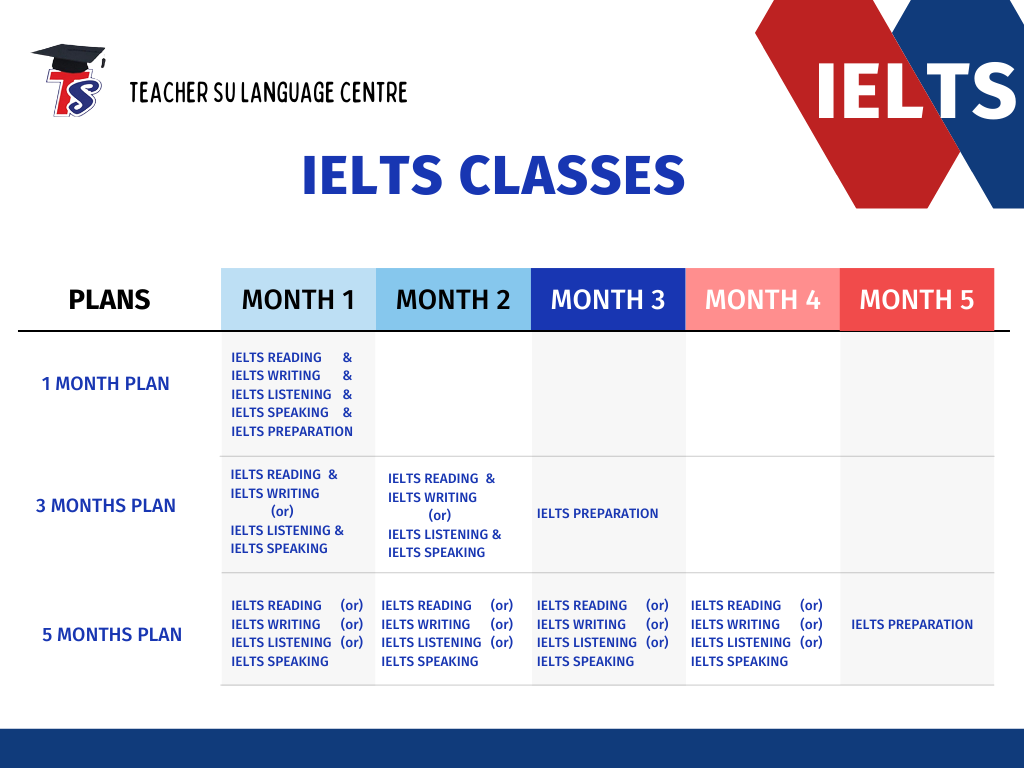 TS
TEACHER SU LANGUAGE CENTRE
IELTS
IELTS CLASSES
PLANS
MONTH 1
MONTH 2
MONTH 3
MONTH 4
MONTH 5
1 MONTH PLAN
IELTS READING &
IELTS WRITING &
IELTS LISTENING &
IELTS SPEAKING &
IELTS PREPARATION
3 MONTHS PLAN
IELTS READING &
IELTS WRITING
(or)
IELTS LISTENING &
IELTS SPEAKING
IELTS READING &
IELTS WRITING
(or)
IELTS LISTENING &
IELTS SPEAKING
IELTS PREPARATION
5 MONTHS PLAN
IELTS READING (or)
IELTS WRITING (or)
IELTS LISTENING (or)
IELTS SPEAKING
IELTS READING (or)
IELTS WRITING (or)
IELTS LISTENING (or)
IELTS SPEAKING
IELTS READING (or)
IELTS WRITING (or)
IELTS LISTENING (or)
IELTS SPEAKING
IELTS READING (or)
IELTS WRITING (or)
IELTS LISTENING (or)
IELTS SPEAKING
IELTS PREPARATION